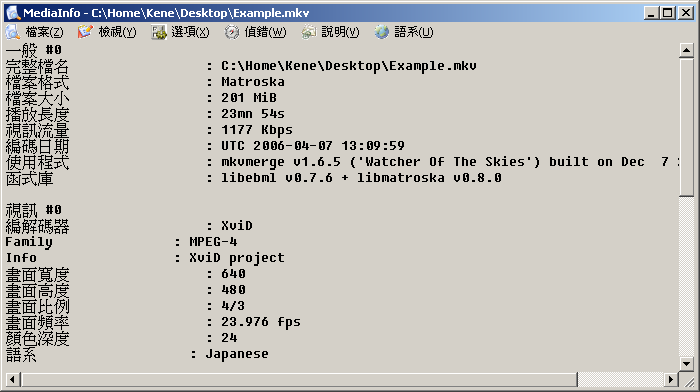 MediaInfo - C:\Home\Kene\Desktop\Example.mkv
檔案(Z) 檢視(Y) 選項(X) 偵錯(W) 說明(V) 語系(U)
一般 #0
完整檔名 : C:\Home\Kene\Desktop\Example.mkv
檔案格式 : Matroska
檔案大小 : 201 MiB
播放長度 : 23mn 54s
視訊流量 : 1177 Kbps
編碼日期 : UTC 2006-04-07 13:09:59
使用程式 : mkvmerge v1.6.5 ('Watcher Of The Skies') built on Dec 7
函式庫 : libebml v0.7.6 + libmatroska v0.8.0
視訊 #0
編解碼器 : XviD
Family : MPEG-4
Info : XviD project
畫面寬度 : 640
畫面高度 : 480
畫面比例 : 4/3
畫面頻率 : 23.976 fps
顏色深度 : 24
語系 : Japanese